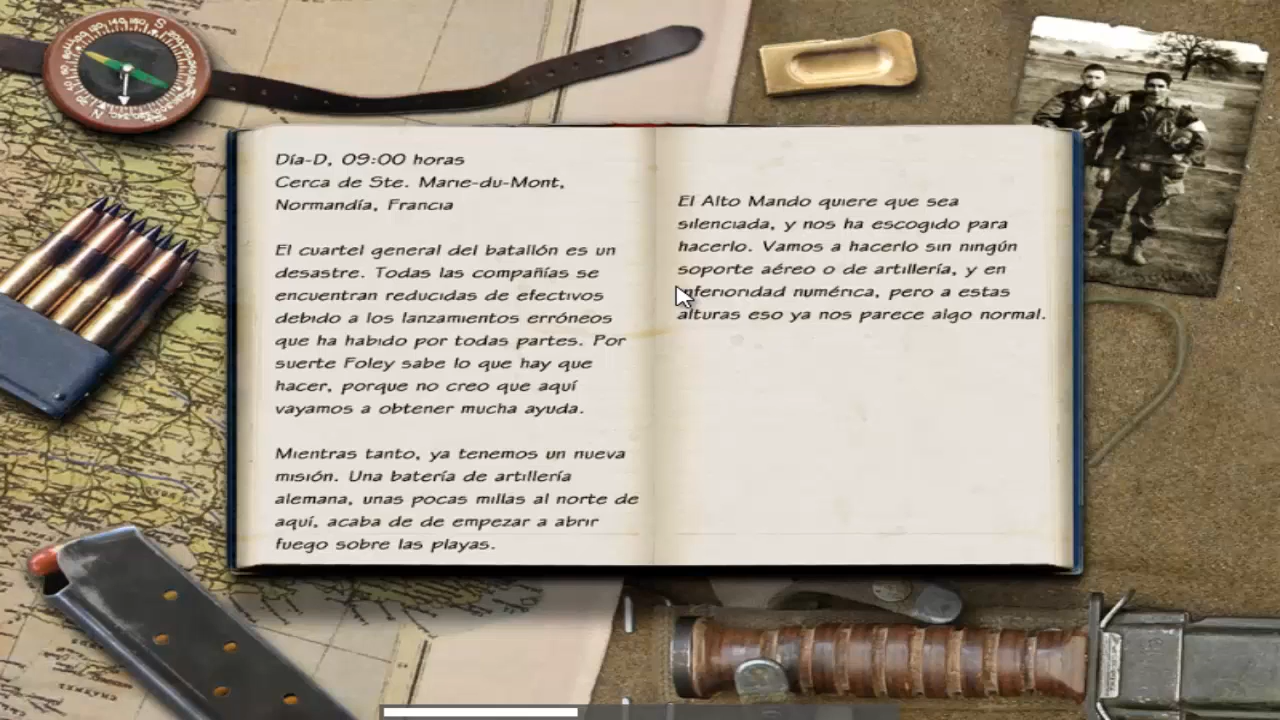 Día-D, 09:00 horas
Cerca de Ste. Marie-du-Mont,
Normandía, Francia
El cuartel general del batallón es un
desastre. Todas las compañías se
encuentran reducidas de efectivos
debido a los lanzamientos erróneos
que ha habido por todas partes. Por
suerte Foley sabe lo que hay que
hacer, porque no creo que aquí
vayamos a obtener mucha ayuda.
Mientras tanto, ya tenemos un nueva
misión. Una batería de artillería
alemana, unas pocas millas al norte de
aquí, acaba de de empezar a abrir
fuego sobre las playas.
El Alto Mando quiere que sea
silenciada, y nos ha escogido para
hacerlo. Vamos a hacerlo sin ningún
soporte aéreo o de artillería, y en
inferioridad numérica, pero a estas
alturas eso ya nos parece algo normal.